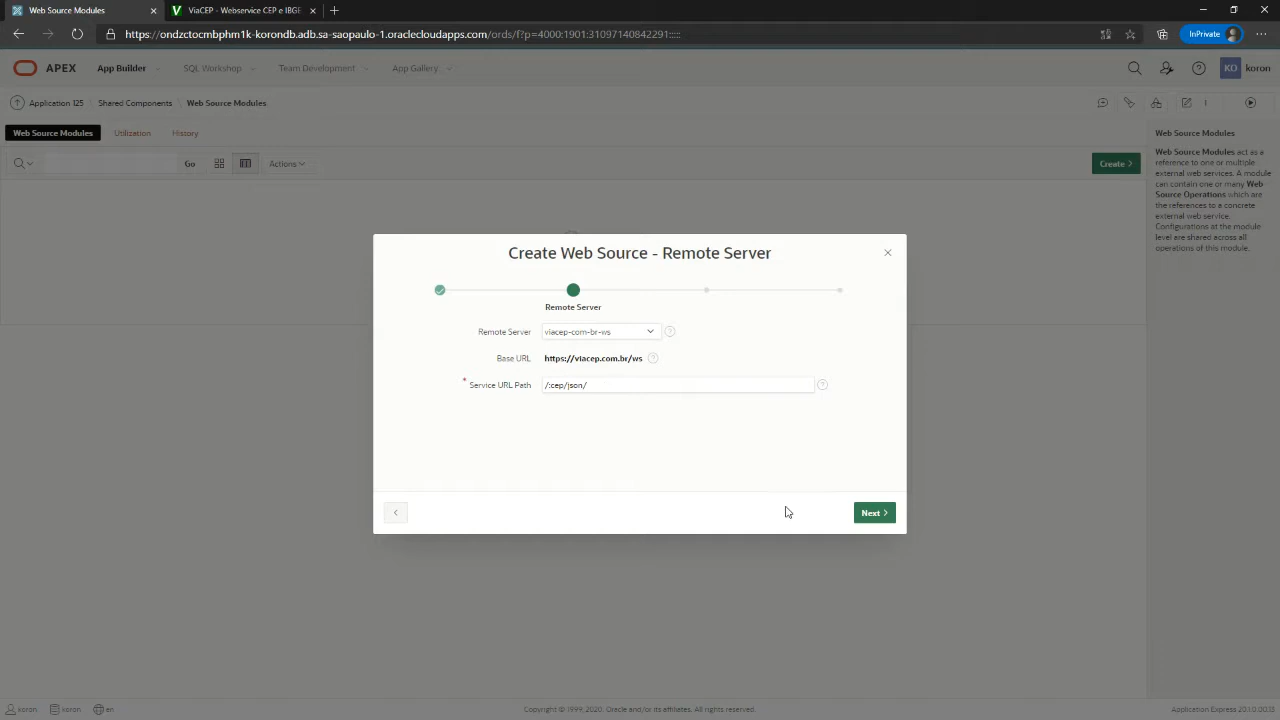 Web Source Modules
ViaCEP - Webservice CEP e IBGE
https://ondzctocmbphm1k-korondb.adb.sa-saopaulo-1.oraclecloudapps.com/ords/f?p=4000:1901:31097140842291:::::
InPrivate
APEX
App Builder
SQL Workshop
Team Development
App Gallery
KO
koron
Application 125
Shared Components
Web Source Modules
Web Source Modules
Utilization
History
Go
Actions
Create
Web Source Modules
Web Source Modules act as a
reference to one or multiple
external web services. A module
can contain one or many Web
Source Operations which are
the references to a concrete
external web service.
Configurations at the module
level are shared across all
operations of this module.
Create Web Source - Remote Server
Remote Server
Remote Server
viacep-com-br-ws
Base URL
https://viacep.com.br/ws
* Service URL Path
/:cep/json/
Next
koron
koron
en
Copyright © 1999, 2020, Oracle and/or its affiliates. All rights reserved.
Application Express 20.1.0.00.13